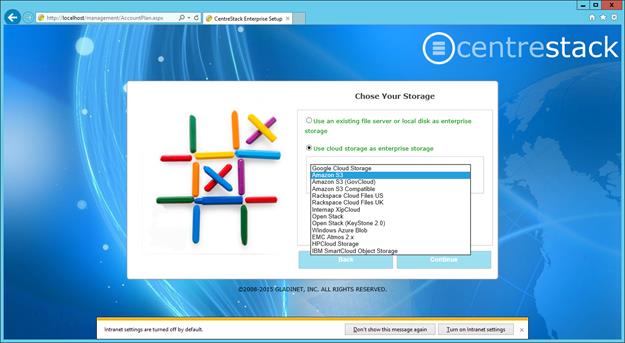 http://localhost/management/AccountPlan.aspx
CentreStack Enterprise Setup
centrestack
Chose Your Storage
Use an existing file server or local disk as enterprise
storage
Use cloud storage as enterprise storage
Google Cloud Storage
Amazon S3
Amazon S3 (GovCloud)
Amazon S3 Compatible
Rackspace Cloud Files US
Rackspace Cloud Files UK
Internap XipCloud
Open Stack
Open Stack (KeyStone 2.0)
Windows Azure Blob
EMC Atmos 2.x
HPCloud Storage
IBM SmartCloud Object Storage
Back
Continue
©2008-2015 GLADINET, INC. ALL RIGHTS RESERVED.
Intranet settings are turned off by default.
Don't show this message again
Turn on Intranet settings